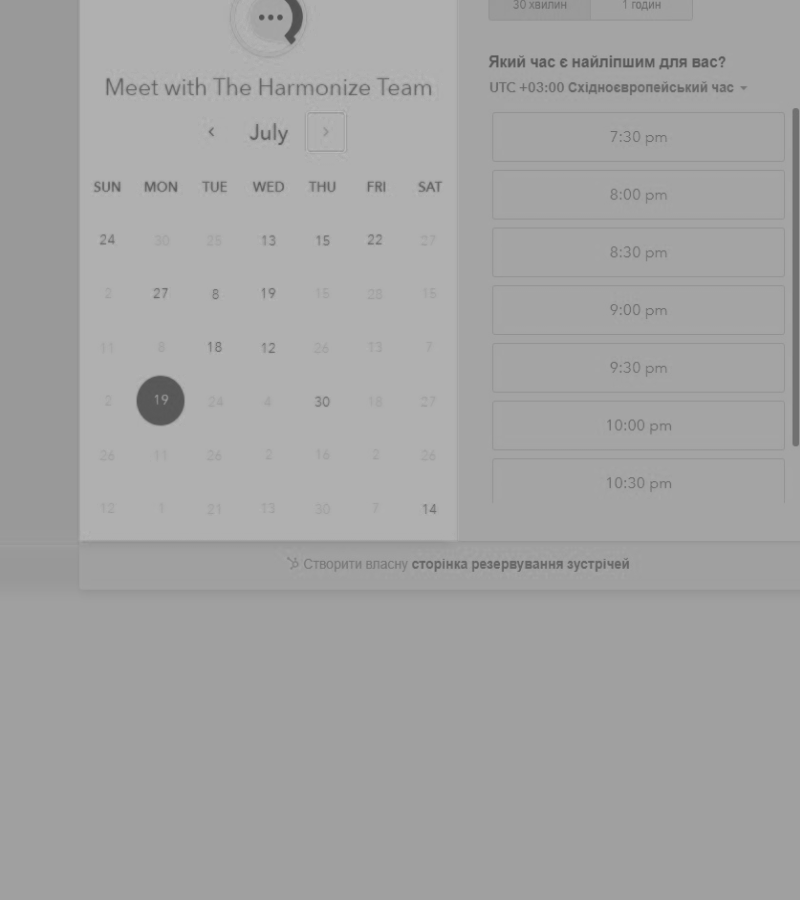 30 хвилин
1 годин
Meet with The Harmonize Team
July
SUN MON TUE WED THU FRI SAT
24 30 25 13 15 22 27
2 27 8 19 15 28 15
11 8 18 12 26 13 7
2 19 24 4 30 18 27
26 11 26 2 16 2 26
12 1 21 13 30 7 14
Який час є найліпшим для вас?
UTC +03:00 Східноєвропейський час
7:30 pm
8:00 pm
8:30 pm
9:00 pm
9:30 pm
10:00 pm
10:30 pm
Створити власну сторінка резервування зустрічей